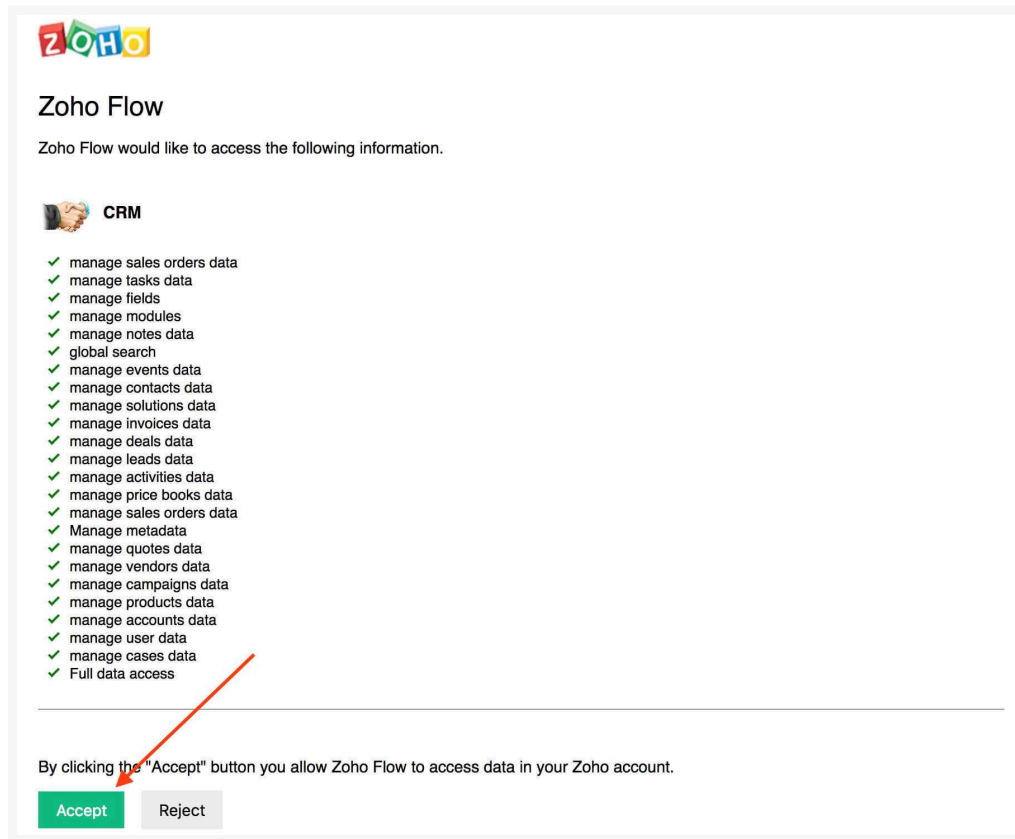 ZOHO
Zoho Flow
Zoho Flow would like to access the following information.
CRM
manage sales orders data
manage tasks data
manage fields
manage modules
manage notes data
global search
manage events data
manage contacts data
manage solutions data
manage invoices data
manage deals data
manage leads data
manage activities data
manage price books data
manage sales orders data
Manage metadata
manage quotes data
manage vendors data
manage campaigns data
manage products data
manage accounts data
manage user data
manage cases data
Full data access
By clicking the "Accept" button you allow Zoho Flow to access data in your Zoho account.
Accept Reject